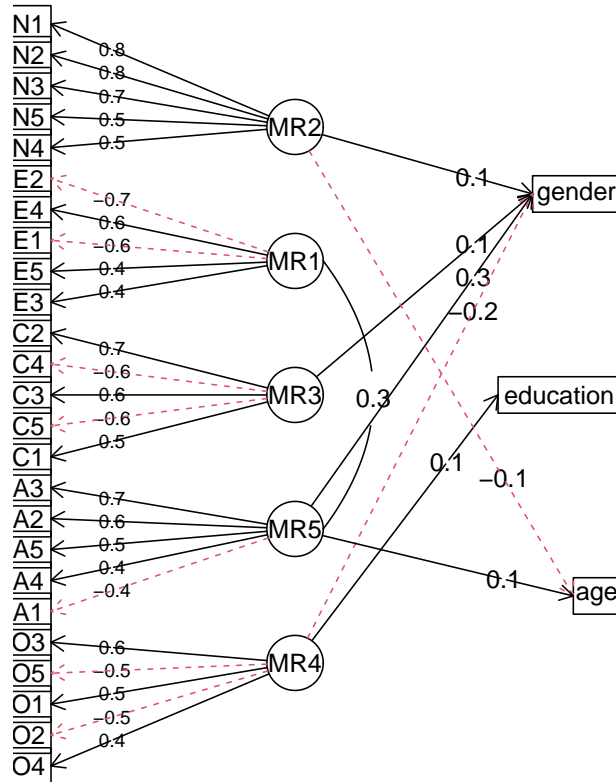 N1
N2
N3
N5
N4
E2
E4
E1
E5
E3
C2
C4
C3
C5
C1
A3
A2
A5
A4
A1
O3
O5
O1
O2
O4
0.8
0.8
0.7
0.5
0.5
−0.7
0.6
−0.6
0.4
0.4
0.7
−0.6
0.6
−0.6
0.5
0.7
0.6
0.5
0.4
−0.4
0.6
−0.5
0.5
−0.5
0.4
MR2
MR1
MR3
MR5
MR4
0.3
0.1
0.1
0.3
−0.2
0.1
−0.1
0.1
gender
education
age